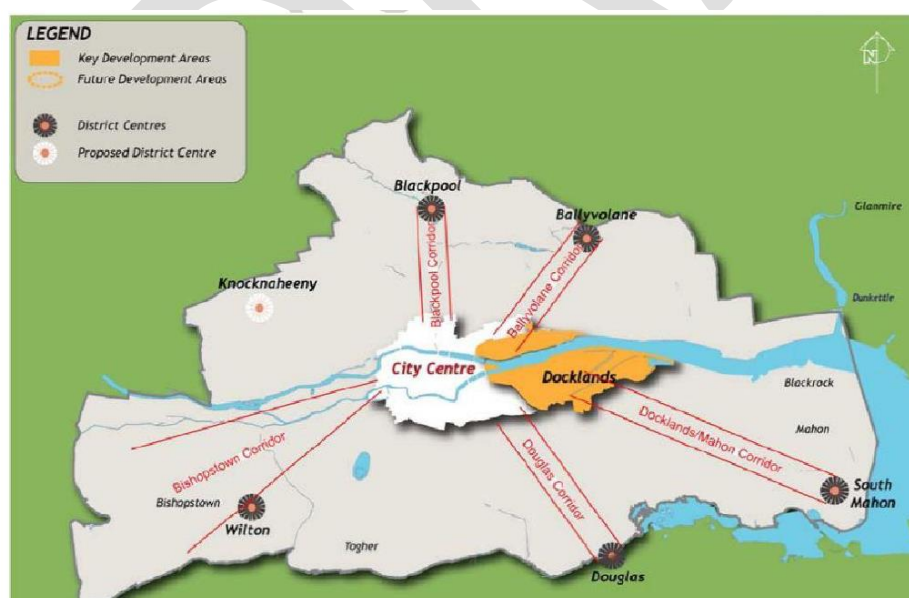 LEGEND
Key Development Areas
Future Development Areas
District Centres
Proposed District Centre
N
Blackpool
Ballyvolane
Glanmire
Knocknaheeny
Blackpool Corridor
Ballyvolane Corridor
Dunkettle
City Centre
Docklands
Blackrock
Docklands/Mahon Corridor
Mahon
Bishopstown Corridor
Douglas Corridor
South
Mahon
Bishopstown
Wilton
Togher
Douglas